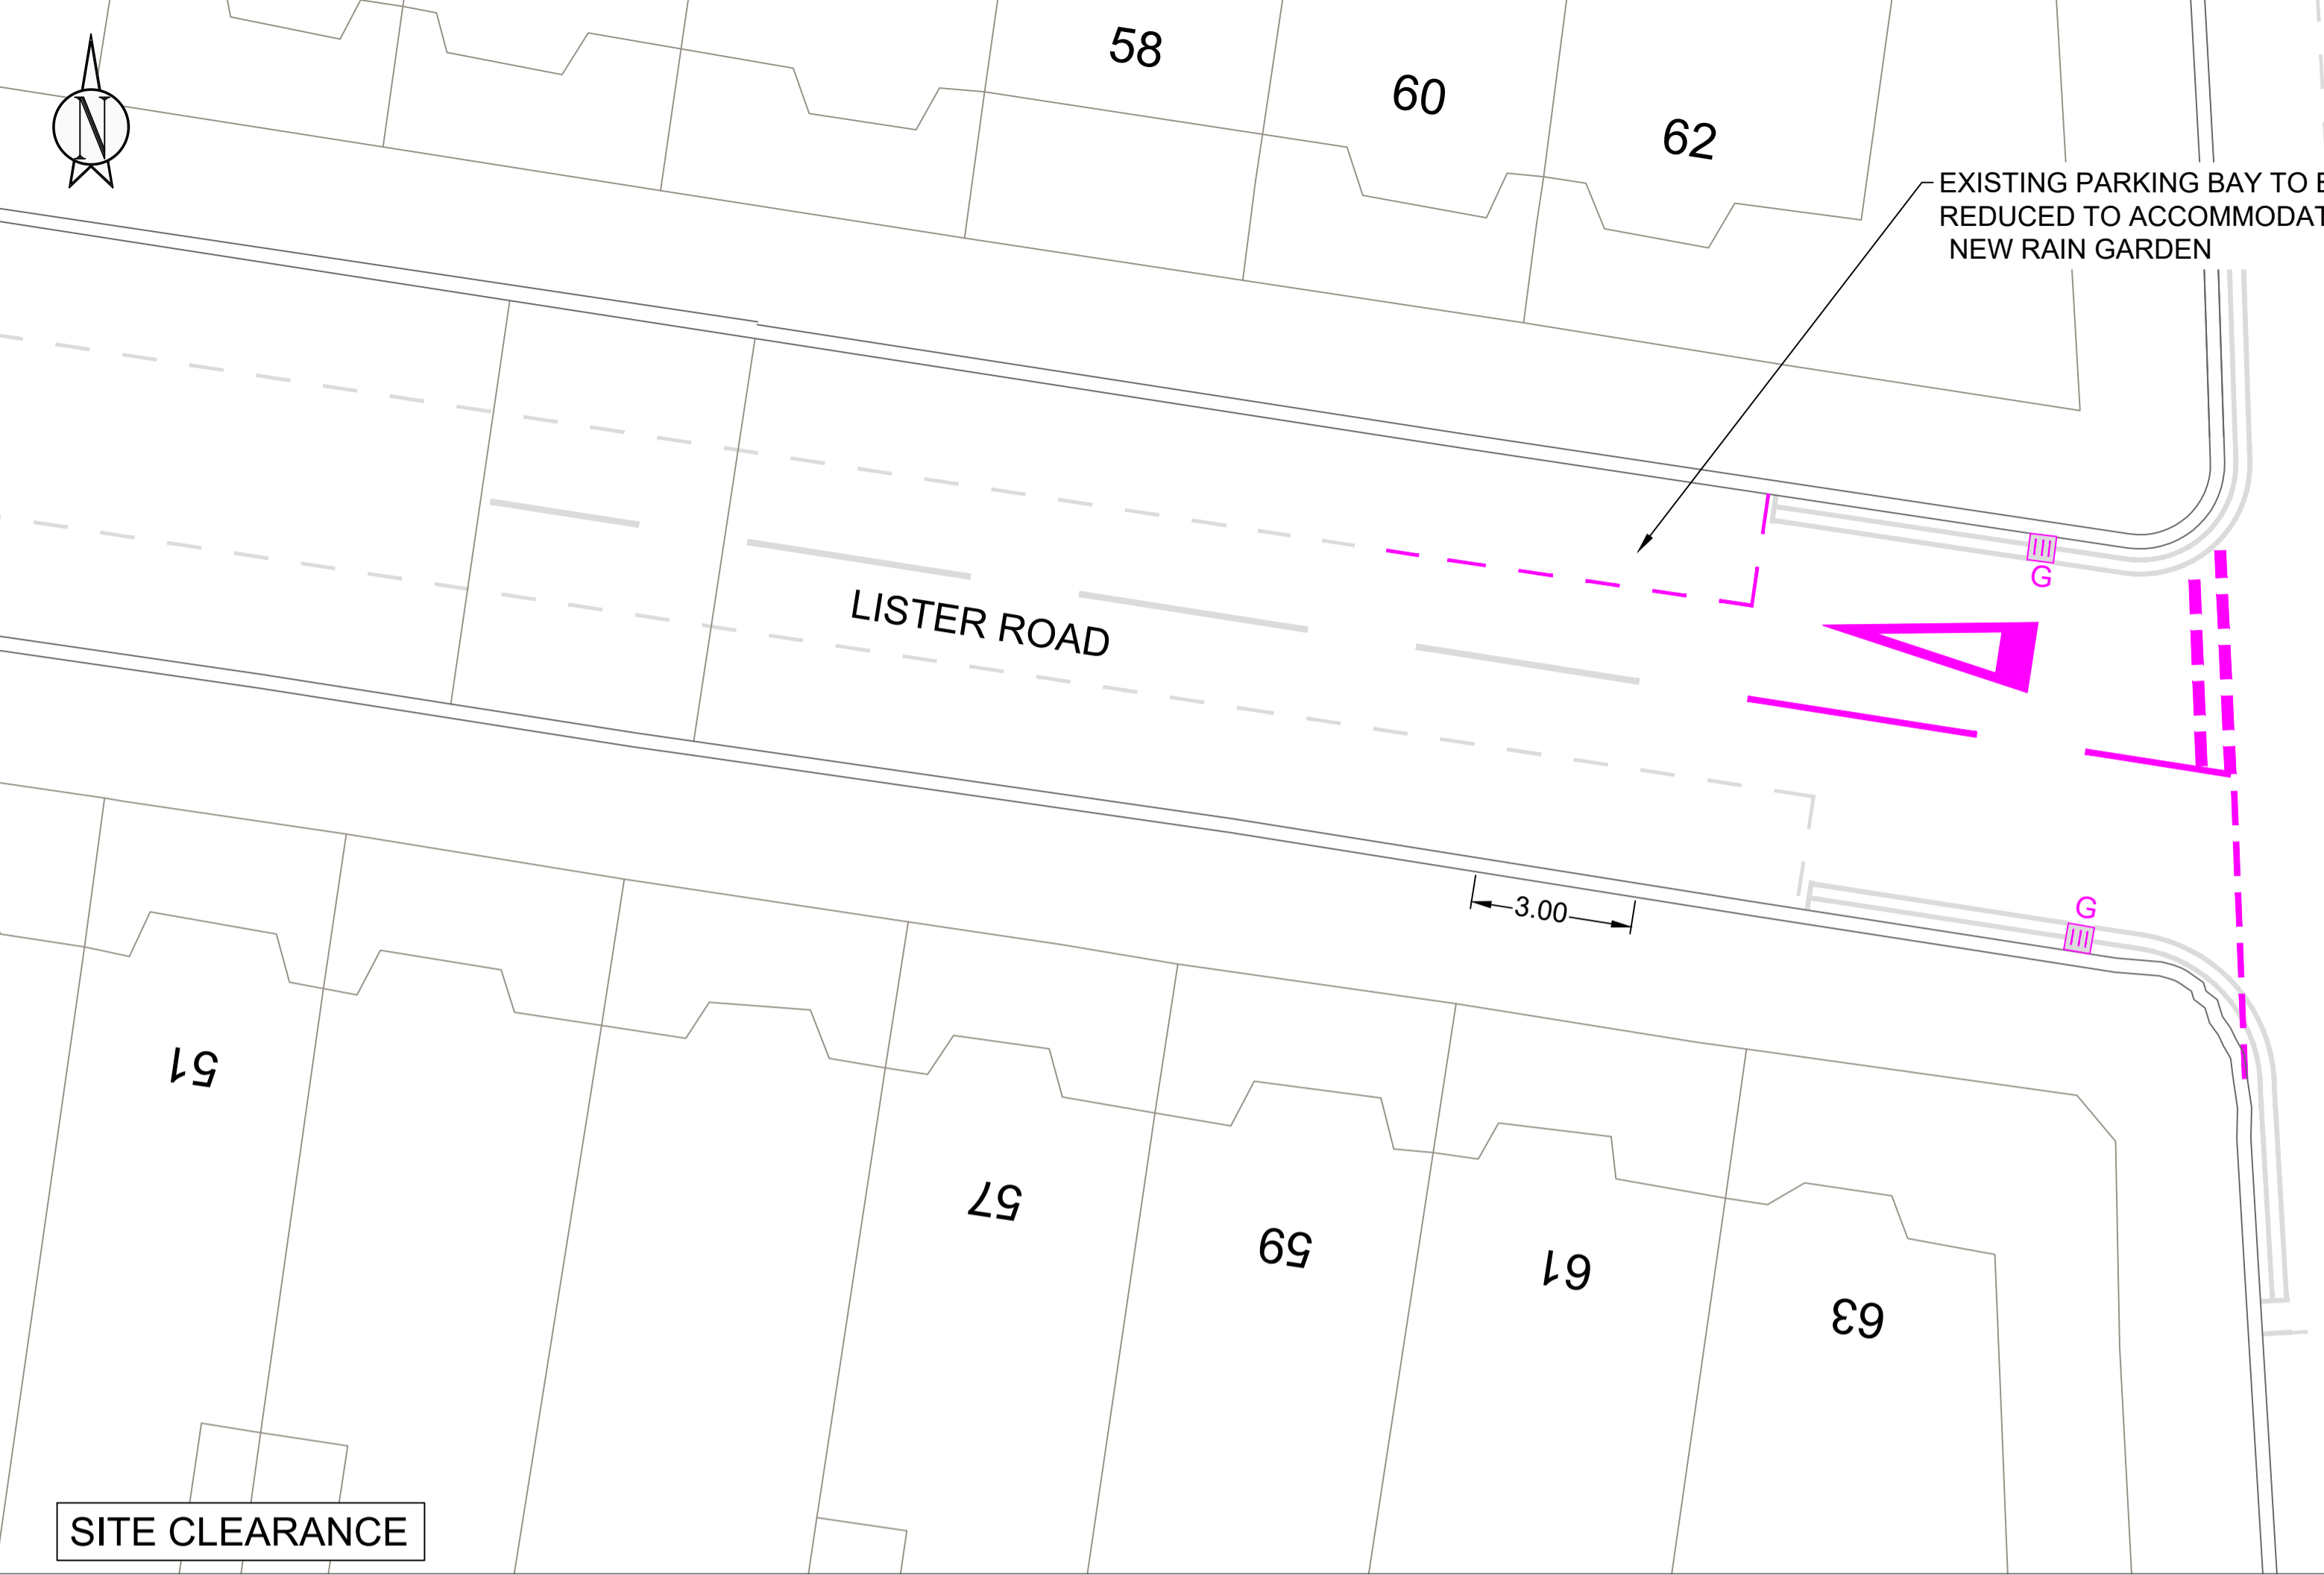 58
60
62
N
EXISTING PARKING BAY TO
REDUCED TO
NEW RAIN GARDEN
G
LISTER ROAD
G
3.00
51
57
59
61
63
SITE CLEARANCE